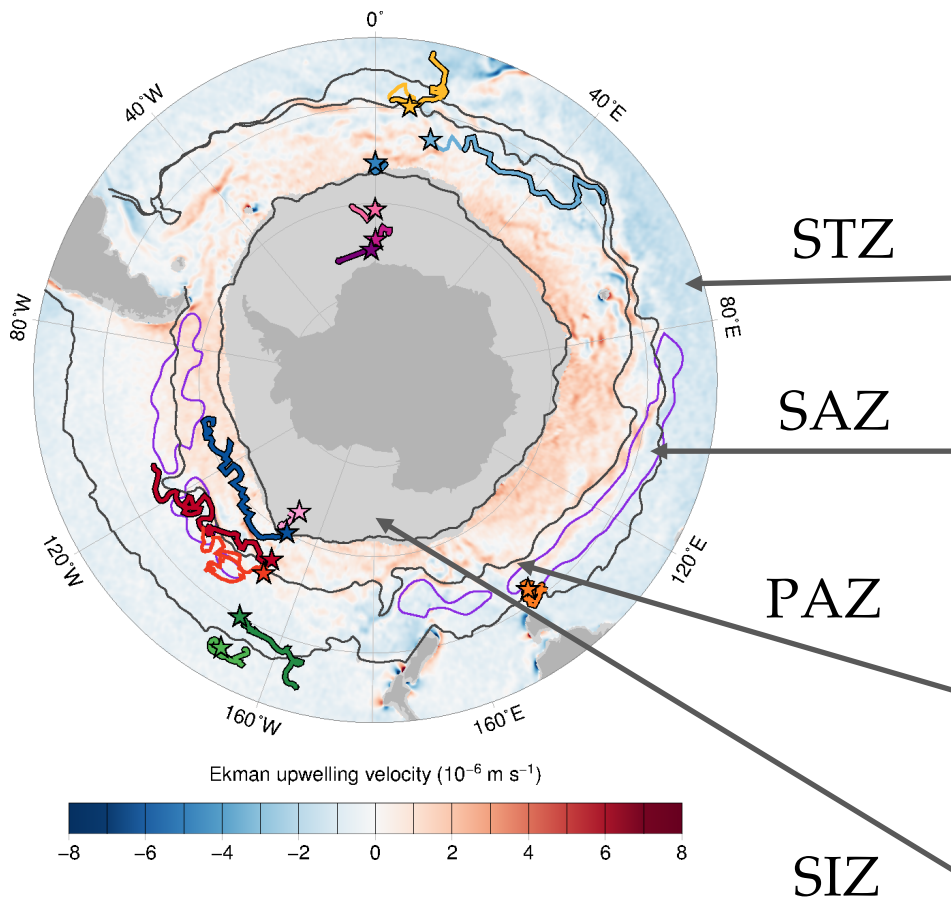 0°
40°W
40°E
STZ
80°W
80°E
SAZ
120°W
120°E
PAZ
160°W
160°E
Ekman upwelling velocity (10⁻⁶ m s⁻¹)
−8 −6 −4 −2 0 2 4 6 8
SIZ